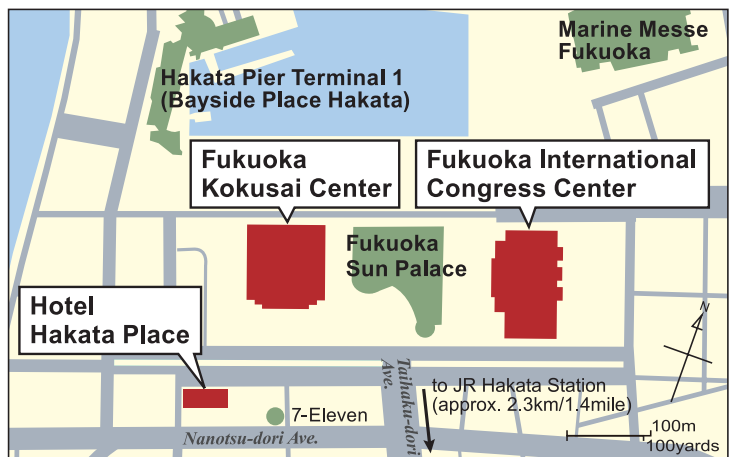 Marine Messe
Fukuoka
Hakata Pier Terminal 1
(Bayside Place Hakata)
Fukuoka
Kokusai Center
Fukuoka International
Congress Center
Fukuoka
Sun Palace
Hotel
Hakata Place
N
Taihaku-dori
Ave.
to JR Hakata Station
(approx. 2.3km/1.4mile)
7-Eleven
Nanotsu-dori Ave.
100m
100yards